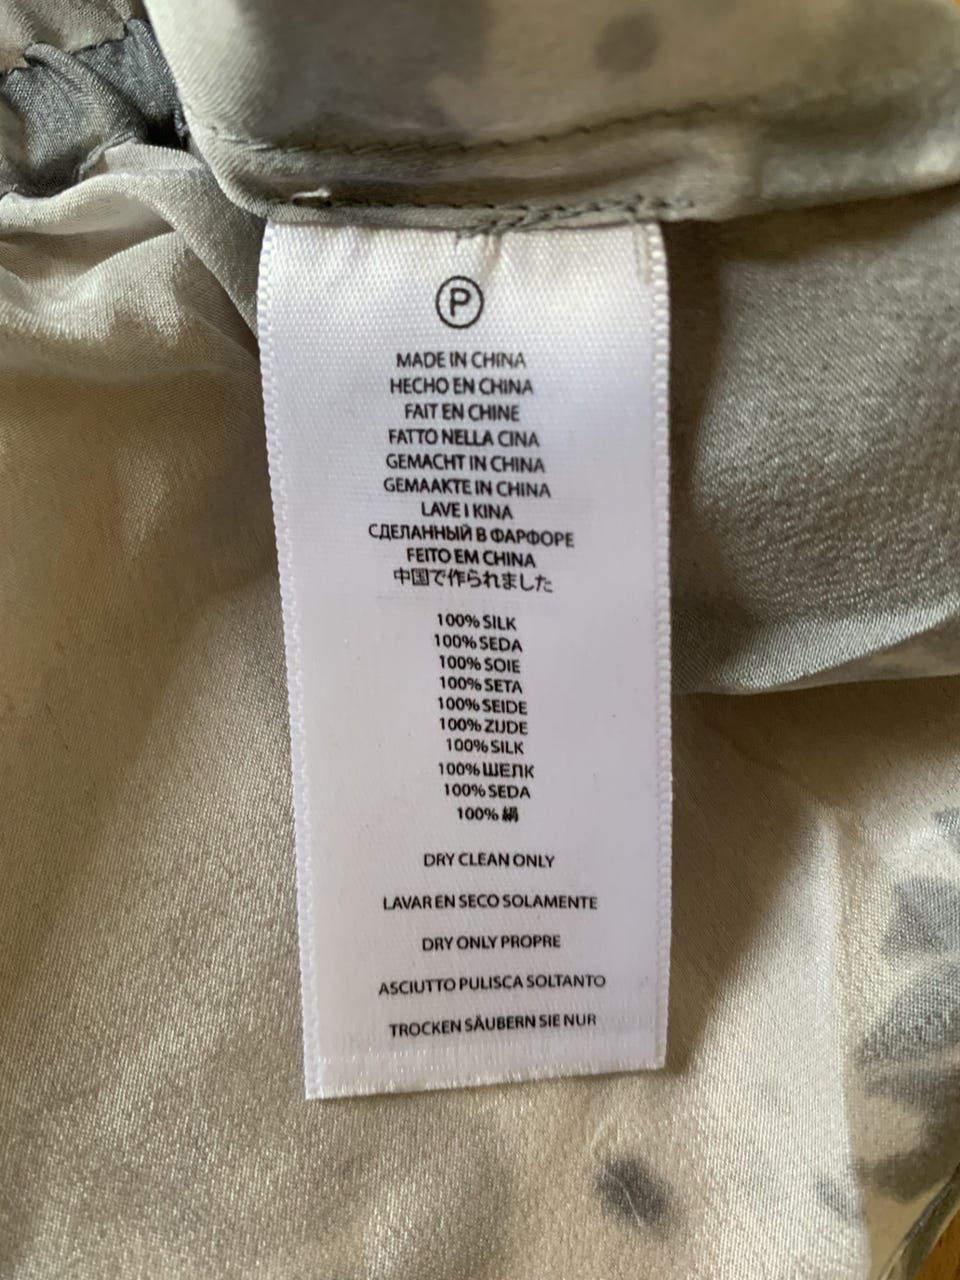 P
MADE IN CHINA
HECHO EN CHINA
FAIT EN CHINE
FATTO NELLA CINA
GEMACHT IN CHINA
GEMAAKTE IN CHINA
LAVE I KINA
СДЕЛАННЫЙ В ФАРФОРЕ
FEITO EM CHINA
中国で作られました
100% SILK
100% SEDA
100% SOIE
100% SETA
100% SEIDE
100% ZIJDE
100% SILK
100% ШЕЛК
100% SEDA
100% 絹
DRY CLEAN ONLY
LAVAR EN SECO SOLAMENTE
DRY ONLY PROPRE
ASCIUTTO PULISCA SOLTANTO
TROCKEN SÄUBERN SIE NUR